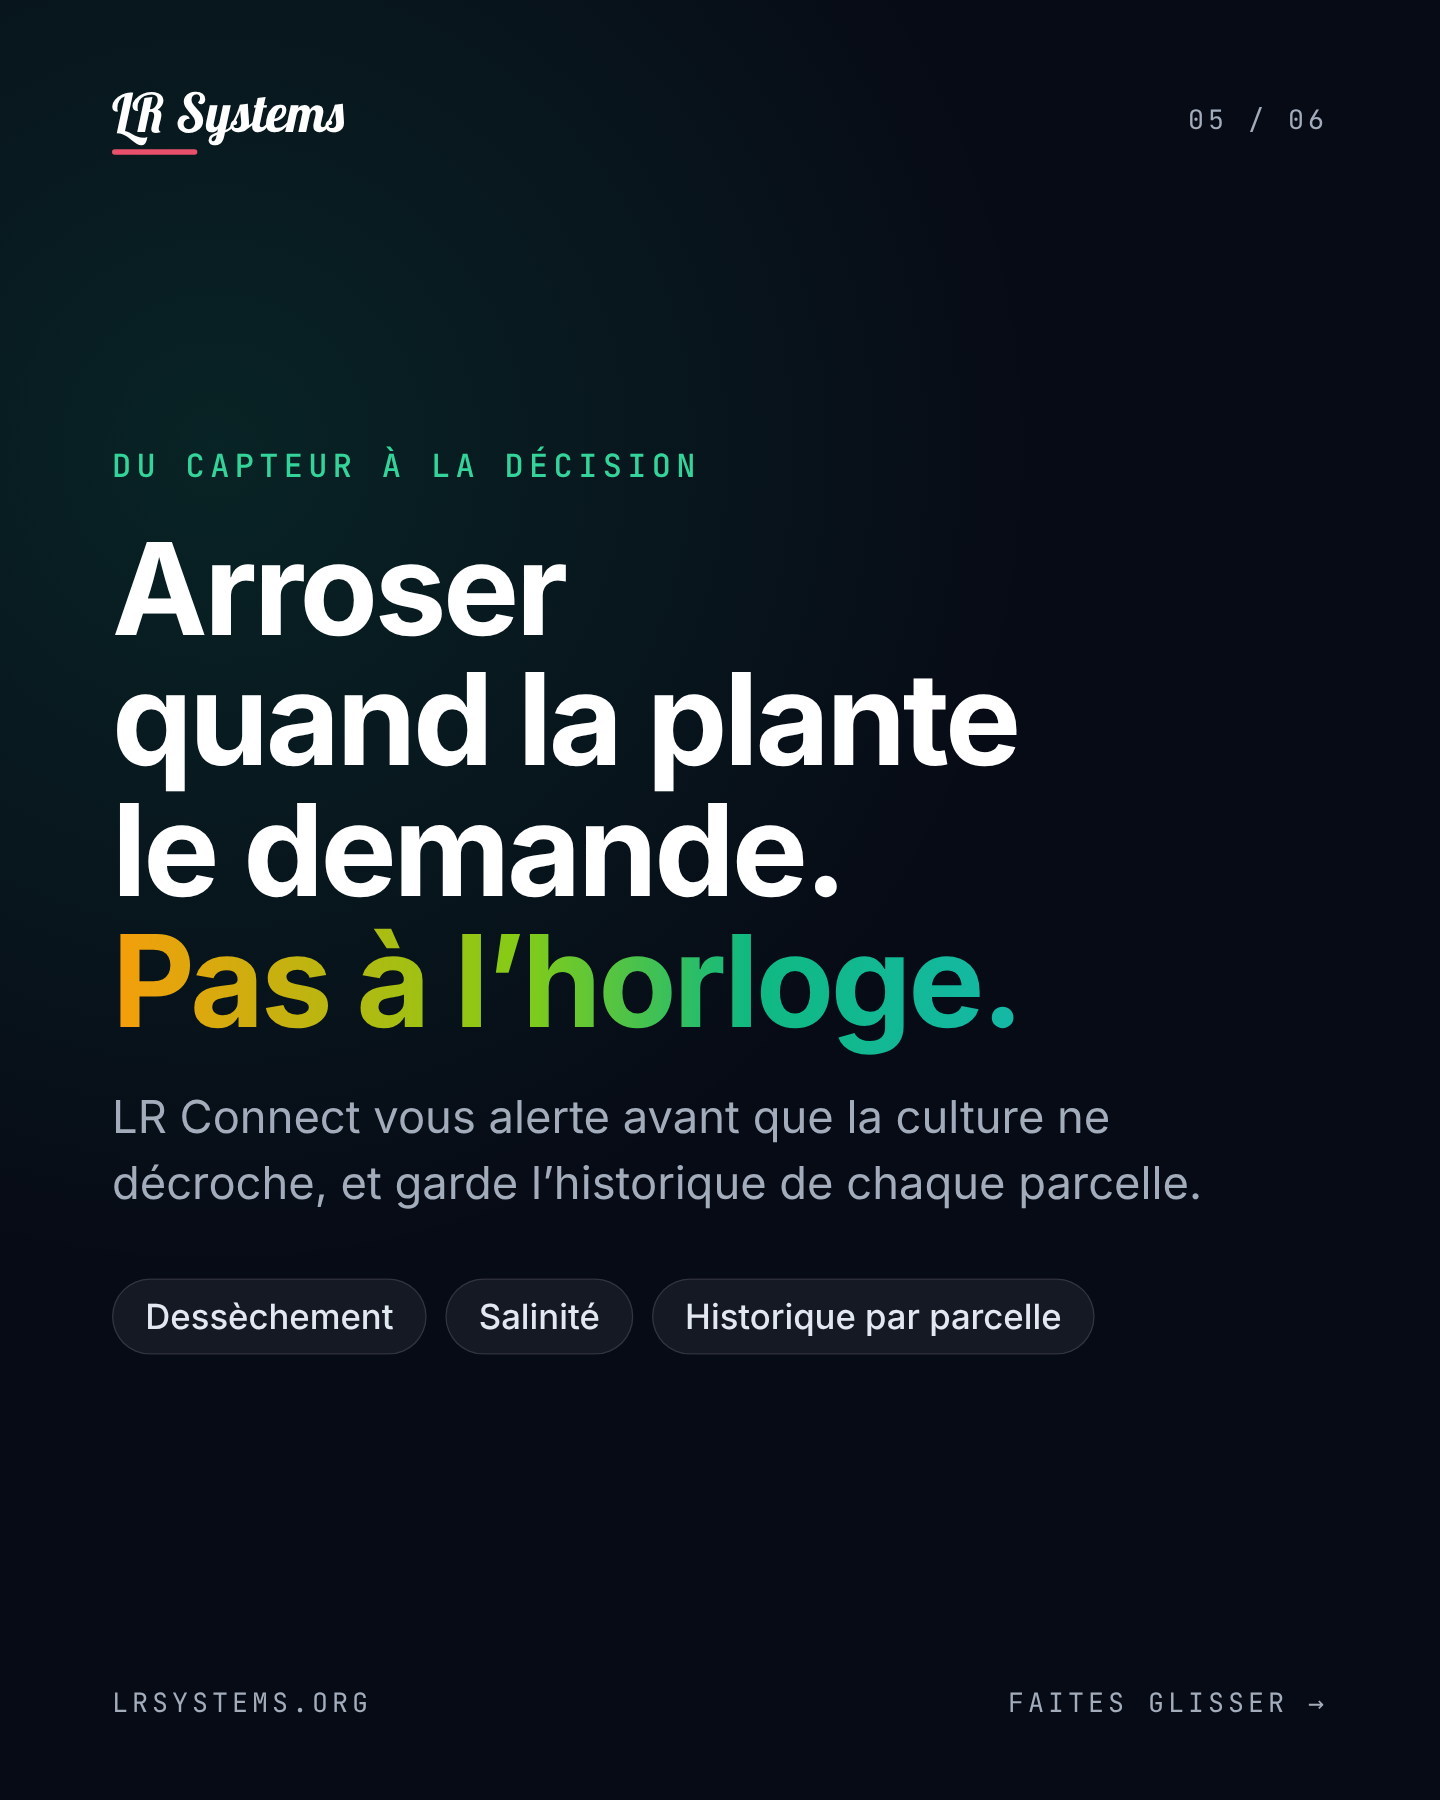 LR Systems
05 / 06
DU CAPTEUR À LA DÉCISION
Arroser
quand la plante
le demande.
Pas à l’horloge.
LR Connect vous alerte avant que la culture ne
décroche, et garde l’historique de chaque parcelle.
Dessèchement
Salinité
Historique par parcelle
LRSYSTEMS.ORG
FAITES GLISSER →